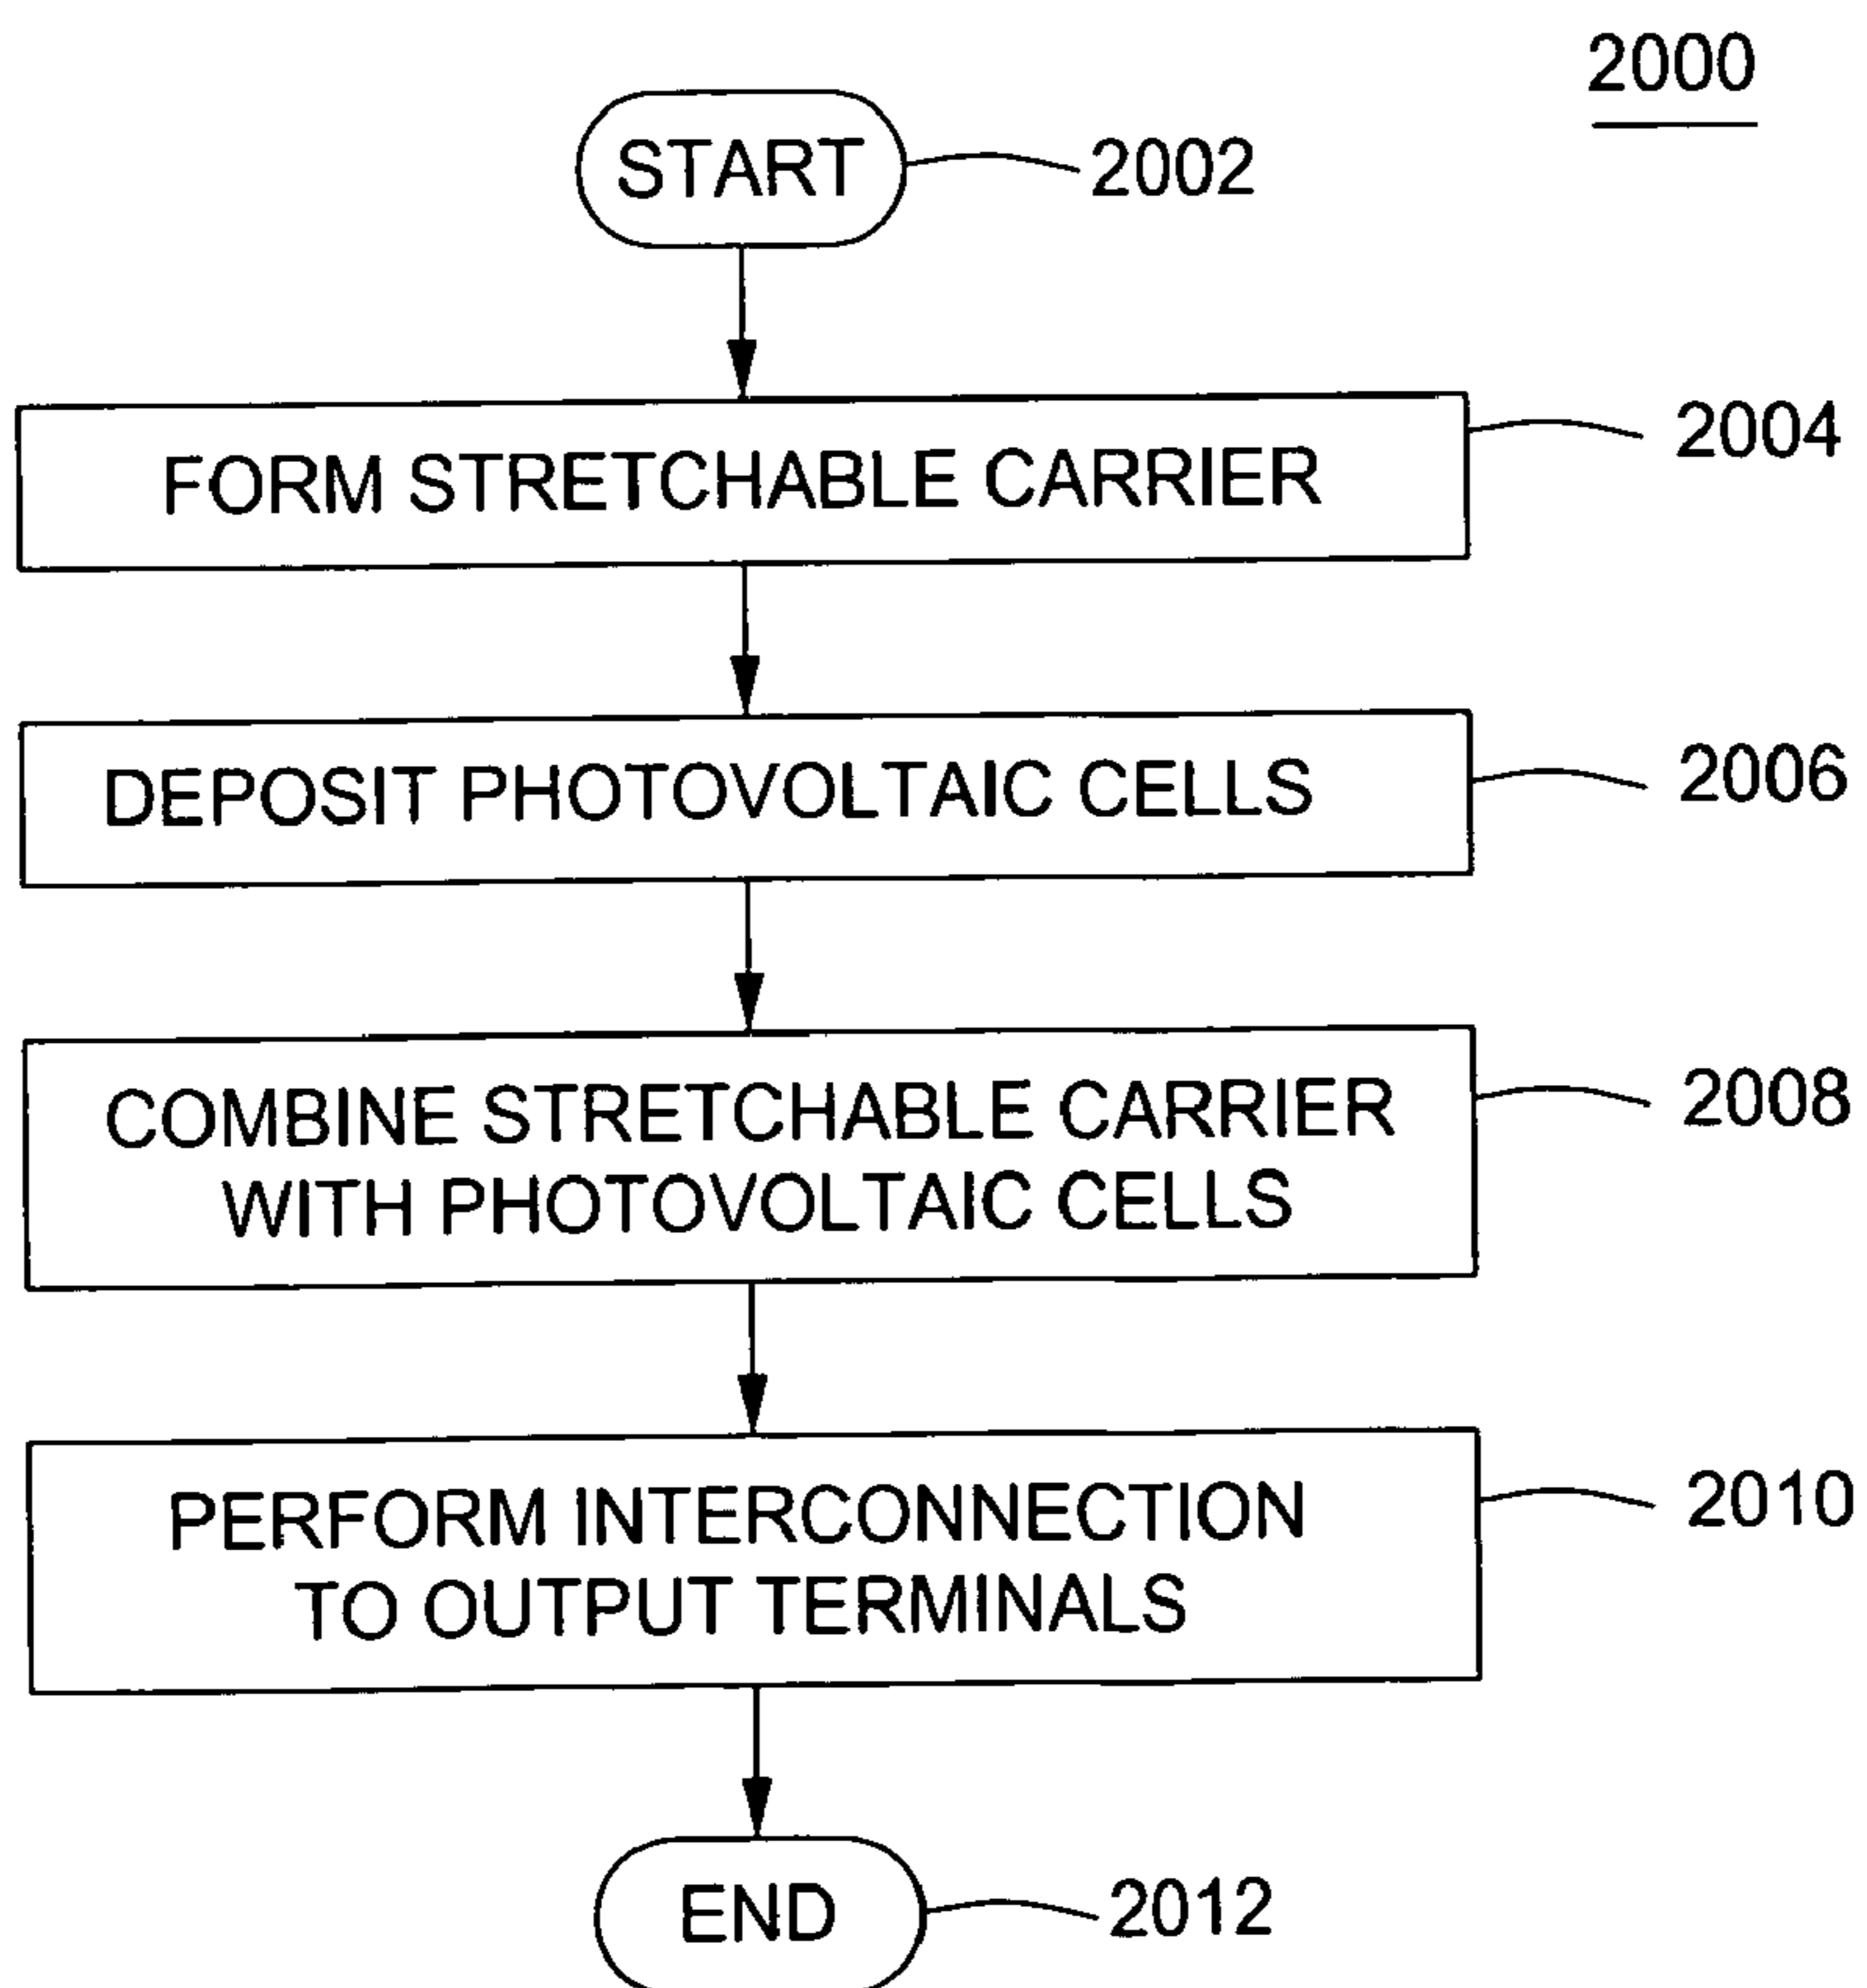 2000
START
2002
FORM STRETCHABLE CARRIER
2004
DEPOSIT PHOTOVOLTAIC CELLS
2006
COMBINE STRETCHABLE CARRIER
WITH PHOTOVOLTAIC CELLS
2008
PERFORM INTERCONNECTION
TO OUTPUT TERMINALS
2010
END
2012